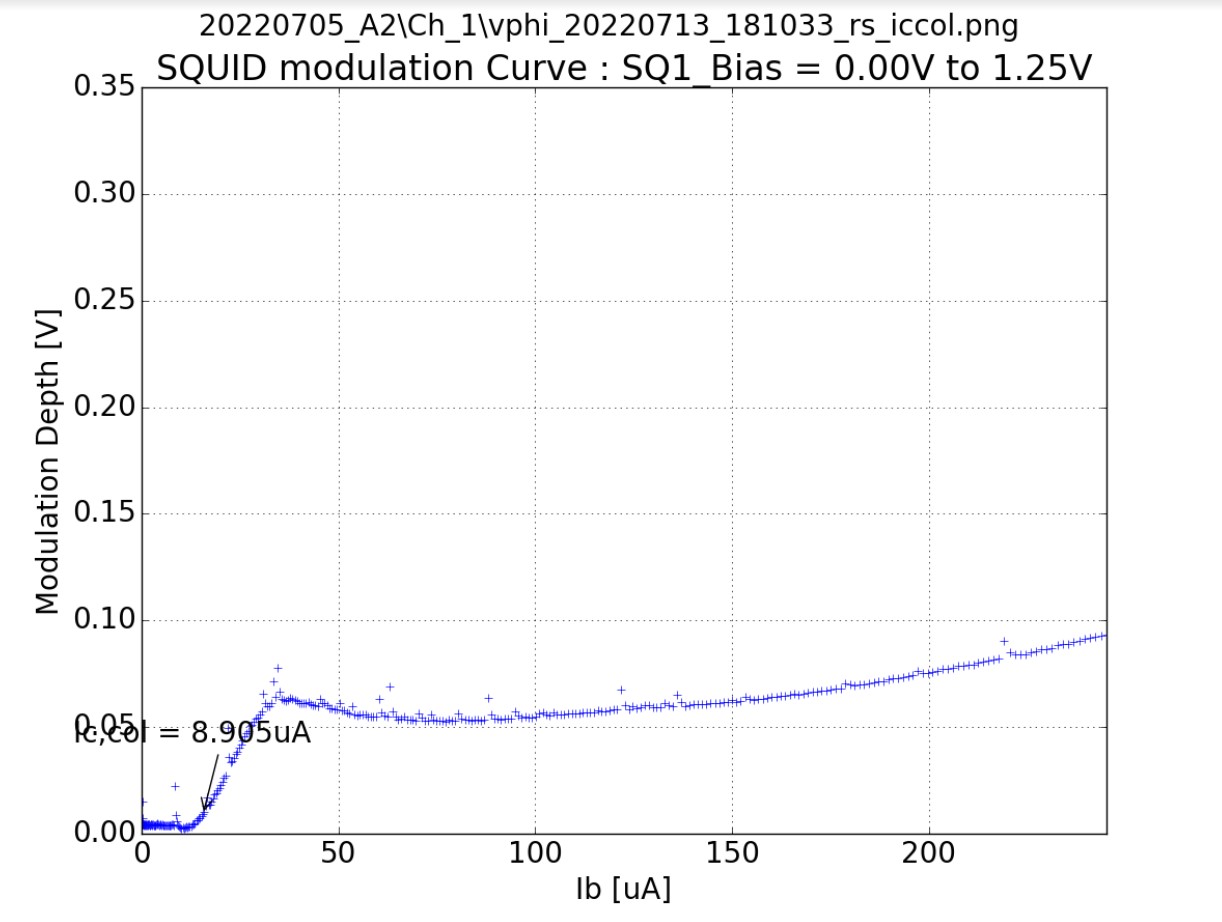 20220705_A2\Ch_1\vphi_20220713_181033_rs_iccol.png
SQUID modulation Curve : SQ1_Bias = 0.00V to 1.25V
0.35
0.30
0.25
0.20
0.15
0.10
0.05
Ic,col = 8.905uA
0.00
Modulation Depth [V]
0 50 100 150 200
Ib [uA]